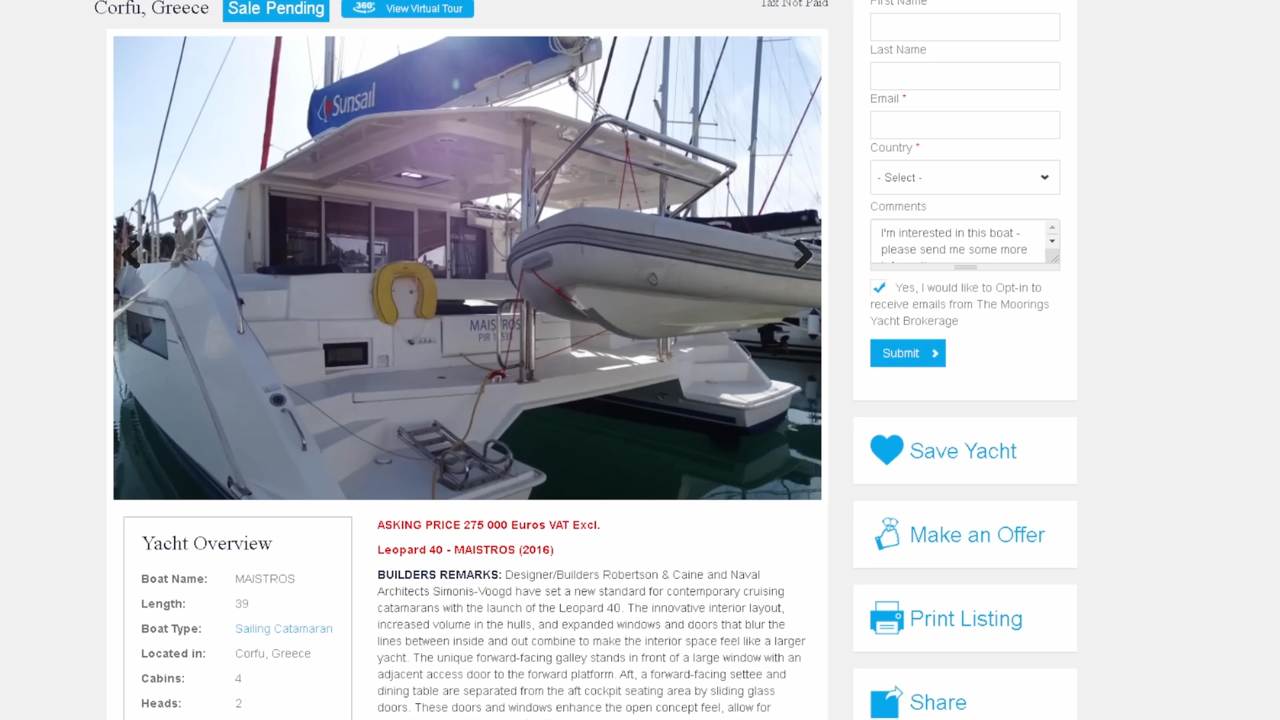 Corfu, Greece
Sale Pending
360°
View Virtual Tour
Tax Not Paid
Sunsail
MAISTROS
ASKING PRICE 275 000 Euros VAT Excl.
Leopard 40 - MAISTROS (2016)
BUILDERS REMARKS: Designer/Builders Robertson & Caine and Naval
Architects Simonis-Voogd have set a new standard for contemporary cruising
catamarans with the launch of the Leopard 40. The innovative interior layout,
increased volume in the hulls, and expanded windows and doors that blur the
lines between inside and out combine to make the interior space feel like a larger
yacht. The unique forward-facing galley stands in front of a large window with an
adjacent access door to the forward platform. Aft, a forward-facing settee and
dining table are separated from the aft cockpit seating area by sliding glass
doors. These doors and windows enhance the open concept feel, allow for
Yacht Overview
Boat Name: MAISTROS
Length: 39
Boat Type: Sailing Catamaran
Located in: Corfu, Greece
Cabins: 4
Heads: 2
First Name
Last Name
Email *
Country *
- Select -
Comments
I'm interested in this boat -
please send me some more
Yes, I would like to Opt-in to
receive emails from The Moorings
Yacht Brokerage
Submit
Save Yacht
Make an Offer
Print Listing
Share